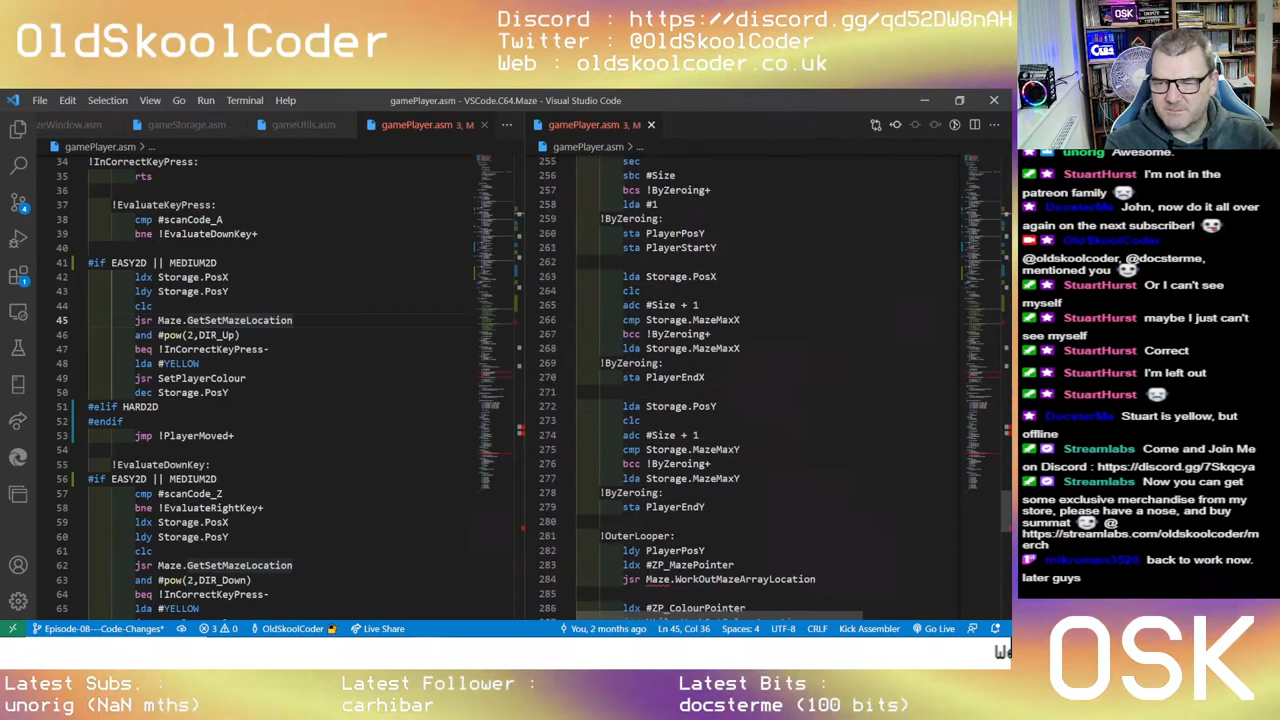 OldSkoolCoder
Discord : https://discord.gg/qd52DW8nAH
Twitter : @OldSkoolCoder
Web : oldskoolcoder.co.uk
File Edit Selection View Go Run Terminal Help
gamePlayer.asm - VSCode.C64.Maze - Visual Studio Code
zeWindow.asm gameStorage.asm gameUtils.asm gamePlayer.asm 3, M
gamePlayer.asm 3, M
gamePlayer.asm > ...
34 !InCorrectKeyPress:
35 rts
36
37 !EvaluateKeyPress:
38 cmp #scanCode_A
39 bne !EvaluateDownKey+
40
41 #if EASY2D || MEDIUM2D
42 ldx Storage.PosX
43 ldy Storage.PosY
44 clc
45 jsr Maze.GetSetMazeLocation
46 and #pow(2,DIR_Up)
47 beq !InCorrectKeyPress-
48 lda #YELLOW
49 jsr SetPlayerColour
50 dec Storage.PosY
51 #elif HARD2D
52 #endif
53 jmp !PlayerMoved+
54
55 !EvaluateDownKey:
56 #if EASY2D || MEDIUM2D
57 cmp #scanCode_Z
58 bne !EvaluateRightKey+
59 ldx Storage.PosX
60 ldy Storage.PosY
61 clc
62 jsr Maze.GetSetMazeLocation
63 and #pow(2,DIR_Down)
64 beq !InCorrectKeyPress-
65 lda #YELLOW
gamePlayer.asm > ...
255 sec
256 sbc #Size
257 bcs !ByZeroing+
258 lda #1
259 !ByZeroing:
260 sta PlayerPosY
261 sta PlayerStartY
262
263 lda Storage.PosX
264 clc
265 adc #Size + 1
266 cmp Storage.MazeMaxX
267 bcc !ByZeroing+
268 lda Storage.MazeMaxX
269 !ByZeroing:
270 sta PlayerEndX
271
272 lda Storage.PosY
273 clc
274 adc #Size + 1
275 cmp Storage.MazeMaxY
276 bcc !ByZeroing+
277 lda Storage.MazeMaxY
278 !ByZeroing:
279 sta PlayerEndY
280
281 !OuterLooper:
282 ldy PlayerPosY
283 ldx #ZP_MazePointer
284 jsr Maze.WorkOutMazeArrayLocation
285
286 ldx #ZP_ColourPointer
Episode-08---Code-Changes* 3 0 OldSkoolCoder Live Share You, 2 months ago Ln 45, Col 36 Spaces: 4 UTF-8 CRLF Kick Assembler Go Live
unorig Awesome.
StuartHurst I'm not in the
patreon family
DocsterMe John, now do it all over
again on the next subscriber!
OldSkoolCoder
@oldskoolcoder, @docsterme,
mentioned you
StuartHurst Or I can't see
myself
StuartHurst maybe I just can't
see myself
StuartHurst Correct
StuartHurst I'm left out
StuartHurst
DocsterMe Stuart is yellow, but
offline
Streamlabs Come and Join Me
on Discord : https://discord.gg/7Skqcya
Streamlabs Now you can get
some exclusive merchandise from my
store, please have a nose, and buy
summat @
https://streamlabs.com/oldskoolcoder/m
erch
mikroman3526 back to work now.
later guys
OSK
Latest Subs. :
unorig (NaN mths)
Latest Follower :
carhibar
Latest Bits :
docsterme (100 bits)